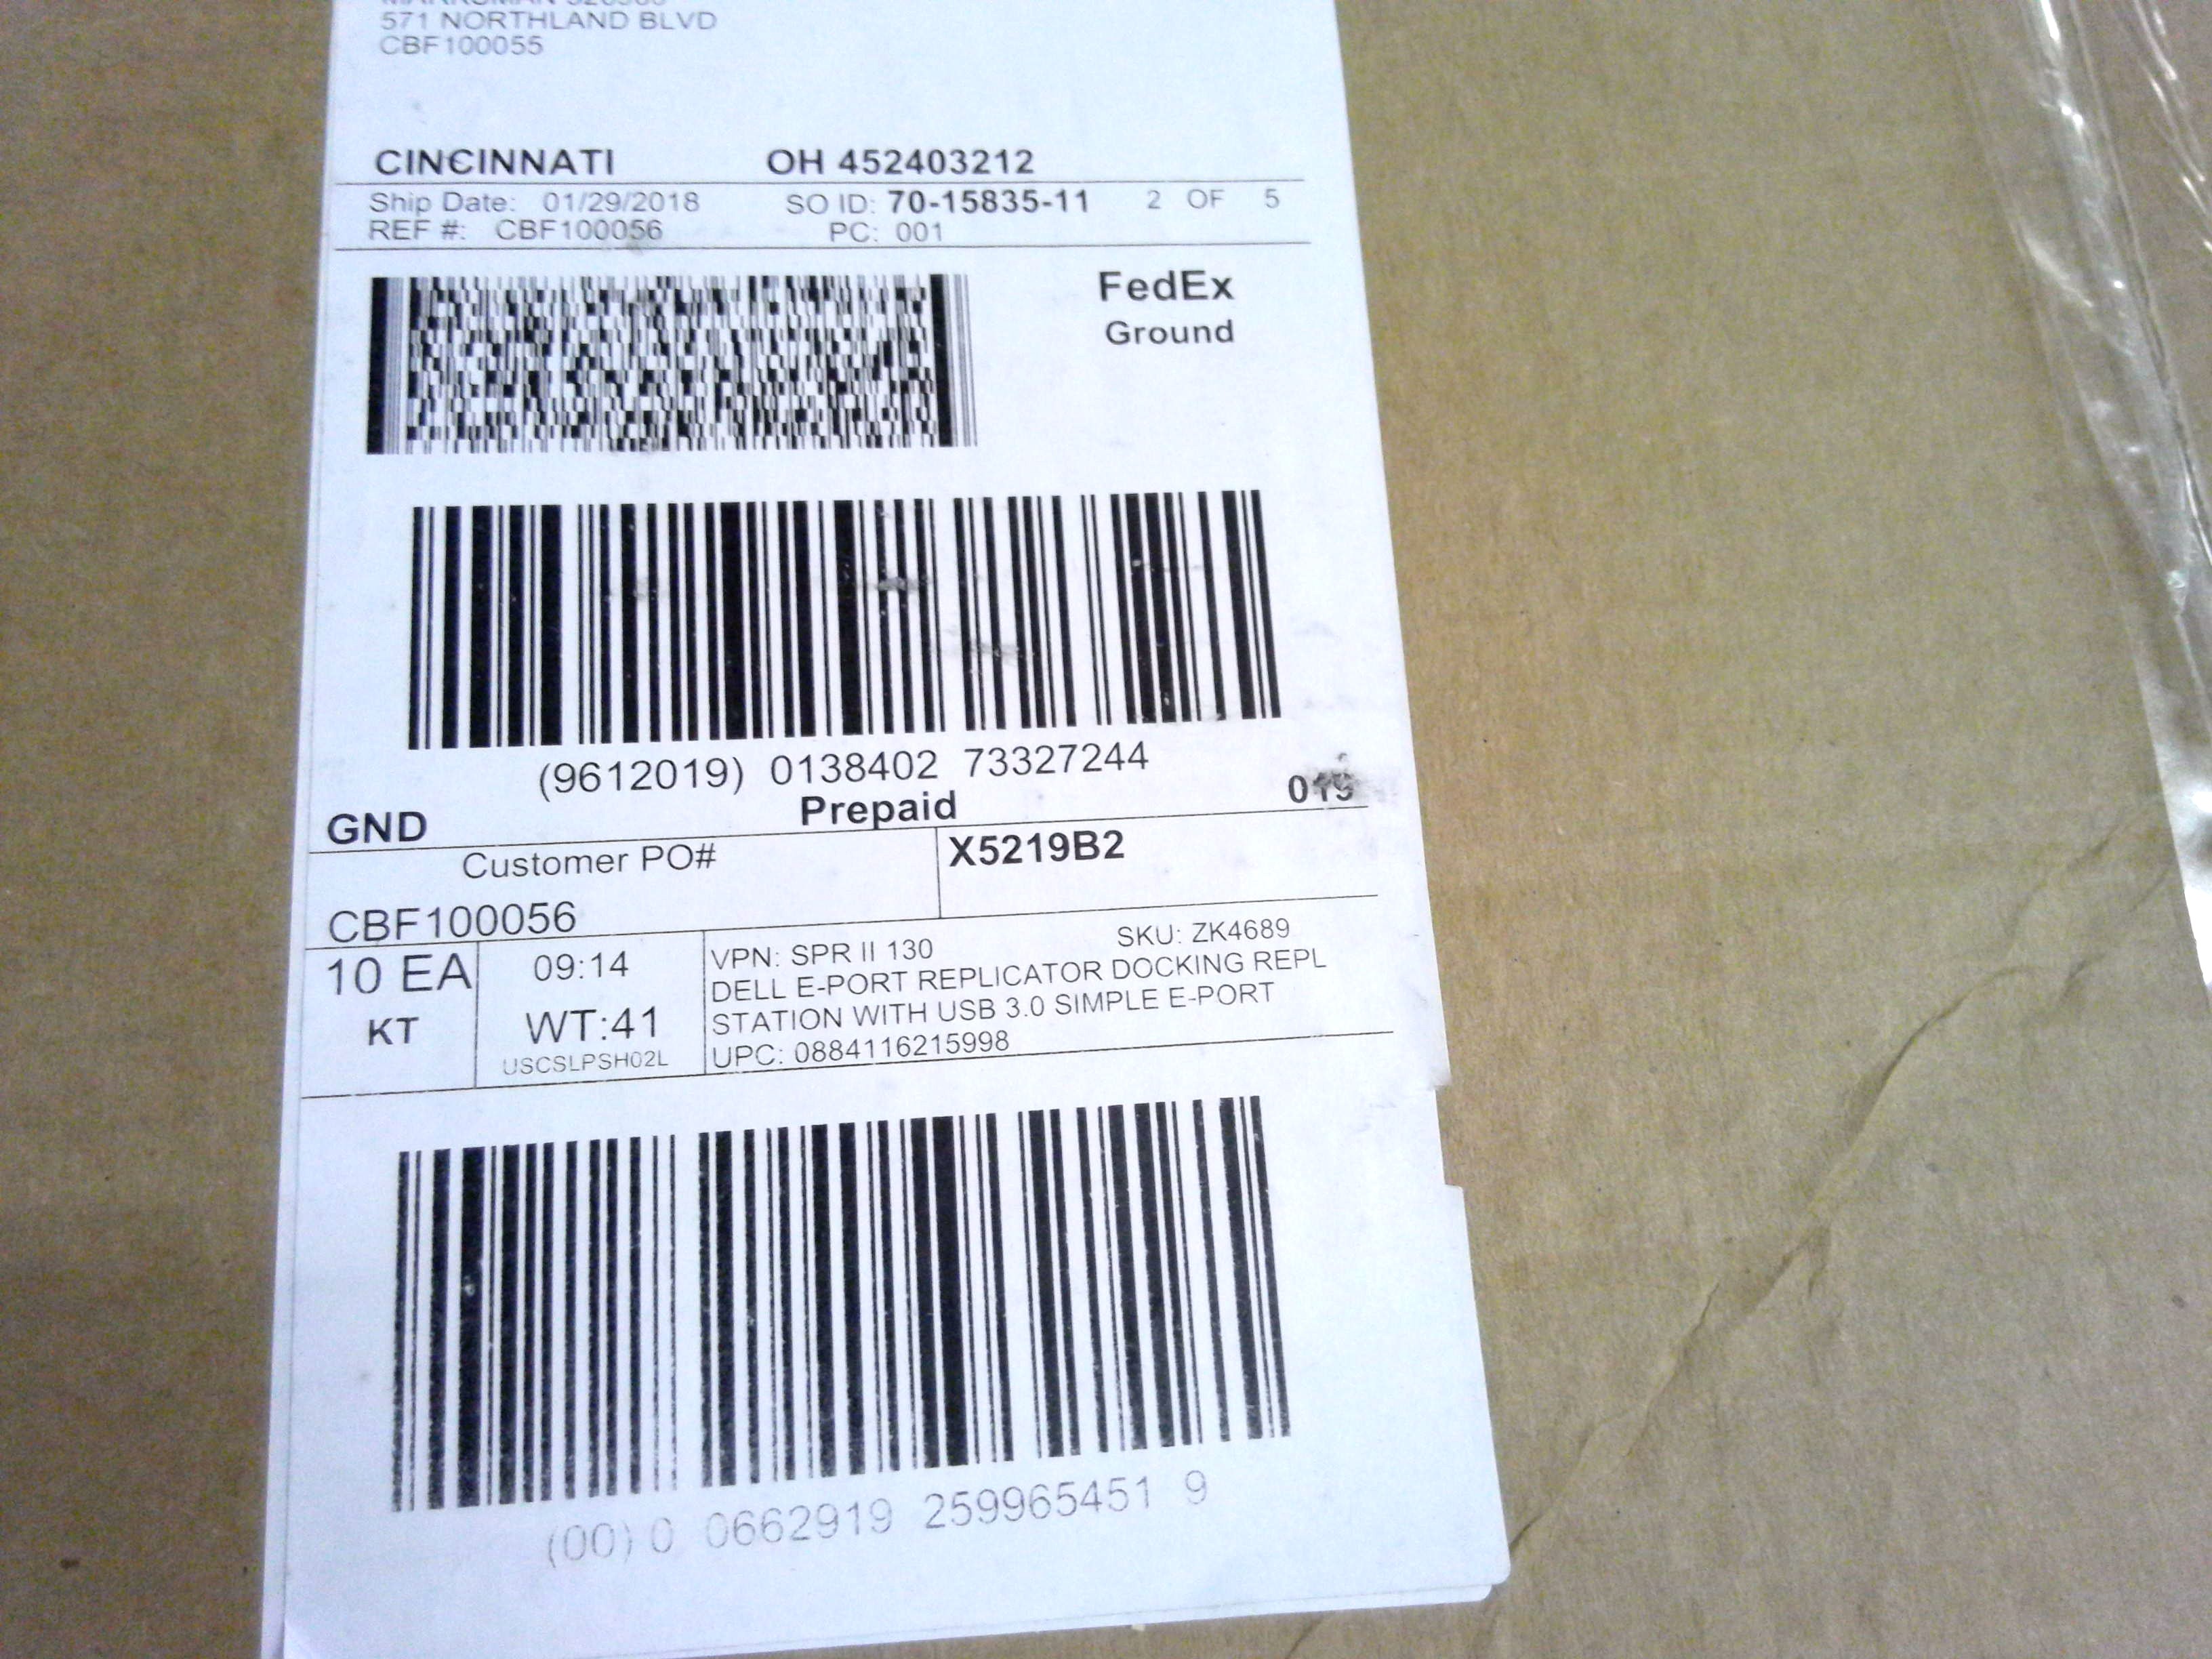 571 NORTHLAND BLVD
CBF100055
CINCINNATI OH 452403212
Ship Date: 01/29/2018 SO ID: 70-15835-11 2 OF 5
REF #: CBF100056 PC: 001
FedEx
Ground
(9612019) 0138402 73327244
GND Prepaid 019
Customer PO# X5219B2
CBF100056
10 EA 09:14 VPN: SPR II 130 SKU: ZK4689
DELL E-PORT REPLICATOR DOCKING REPL
KT WT:41 STATION WITH USB 3.0 SIMPLE E-PORT
USCSLPSH02L UPC: 0884116215998
(00) 0 0662919 259965451 9